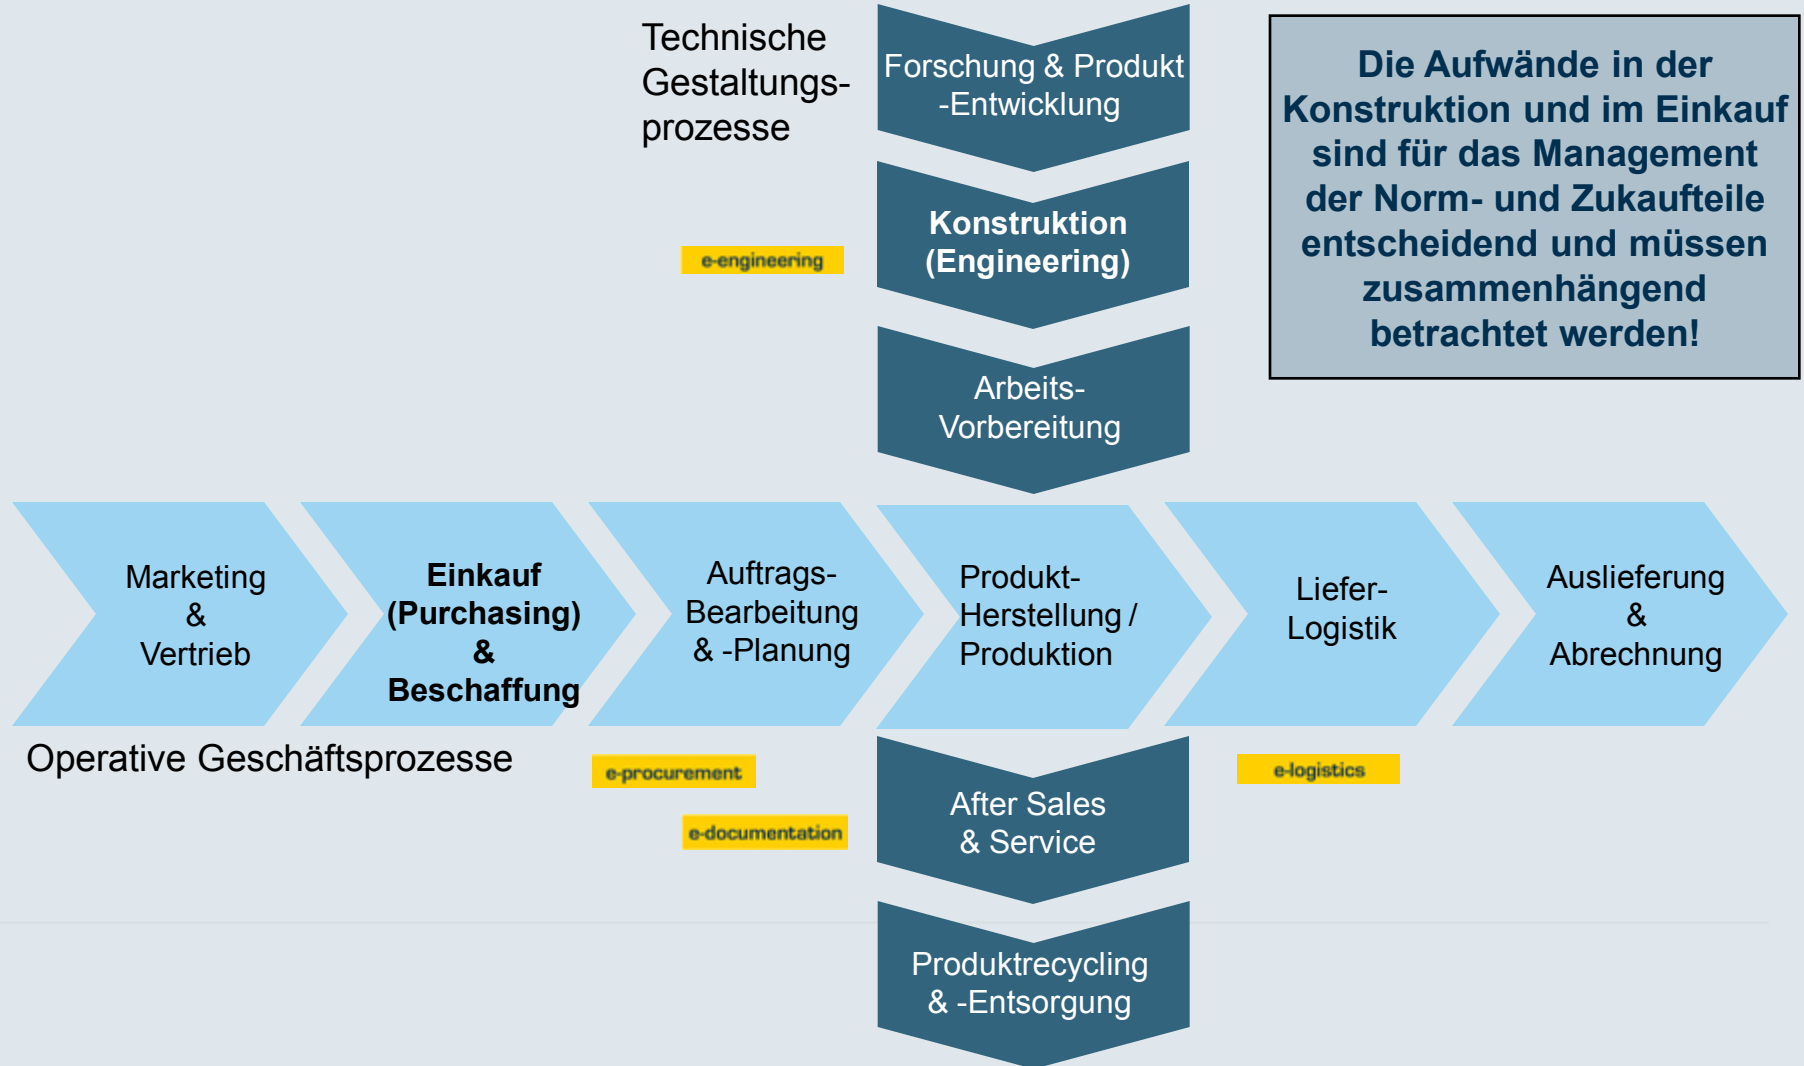 Technische
Gestaltungs-
prozesse
Forschung & Produkt
-Entwicklung
Die Aufwände in der
Konstruktion und im Einkauf
sind für das Management
der Norm- und Zukaufteile
entscheidend und müssen
zusammenhängend
betrachtet werden!
e-engineering
Konstruktion
(Engineering)
Arbeits-
Vorbereitung
Marketing
&
Vertrieb
Einkauf
(Purchasing)
&
Beschaffung
Auftrags-
Bearbeitung
& -Planung
Produkt-
Herstellung /
Produktion
Liefer-
Logistik
Auslieferung
&
Abrechnung
Operative Geschäftsprozesse
e-procurement
e-documentation
After Sales
& Service
e-logistics
Produktrecycling
& -Entsorgung